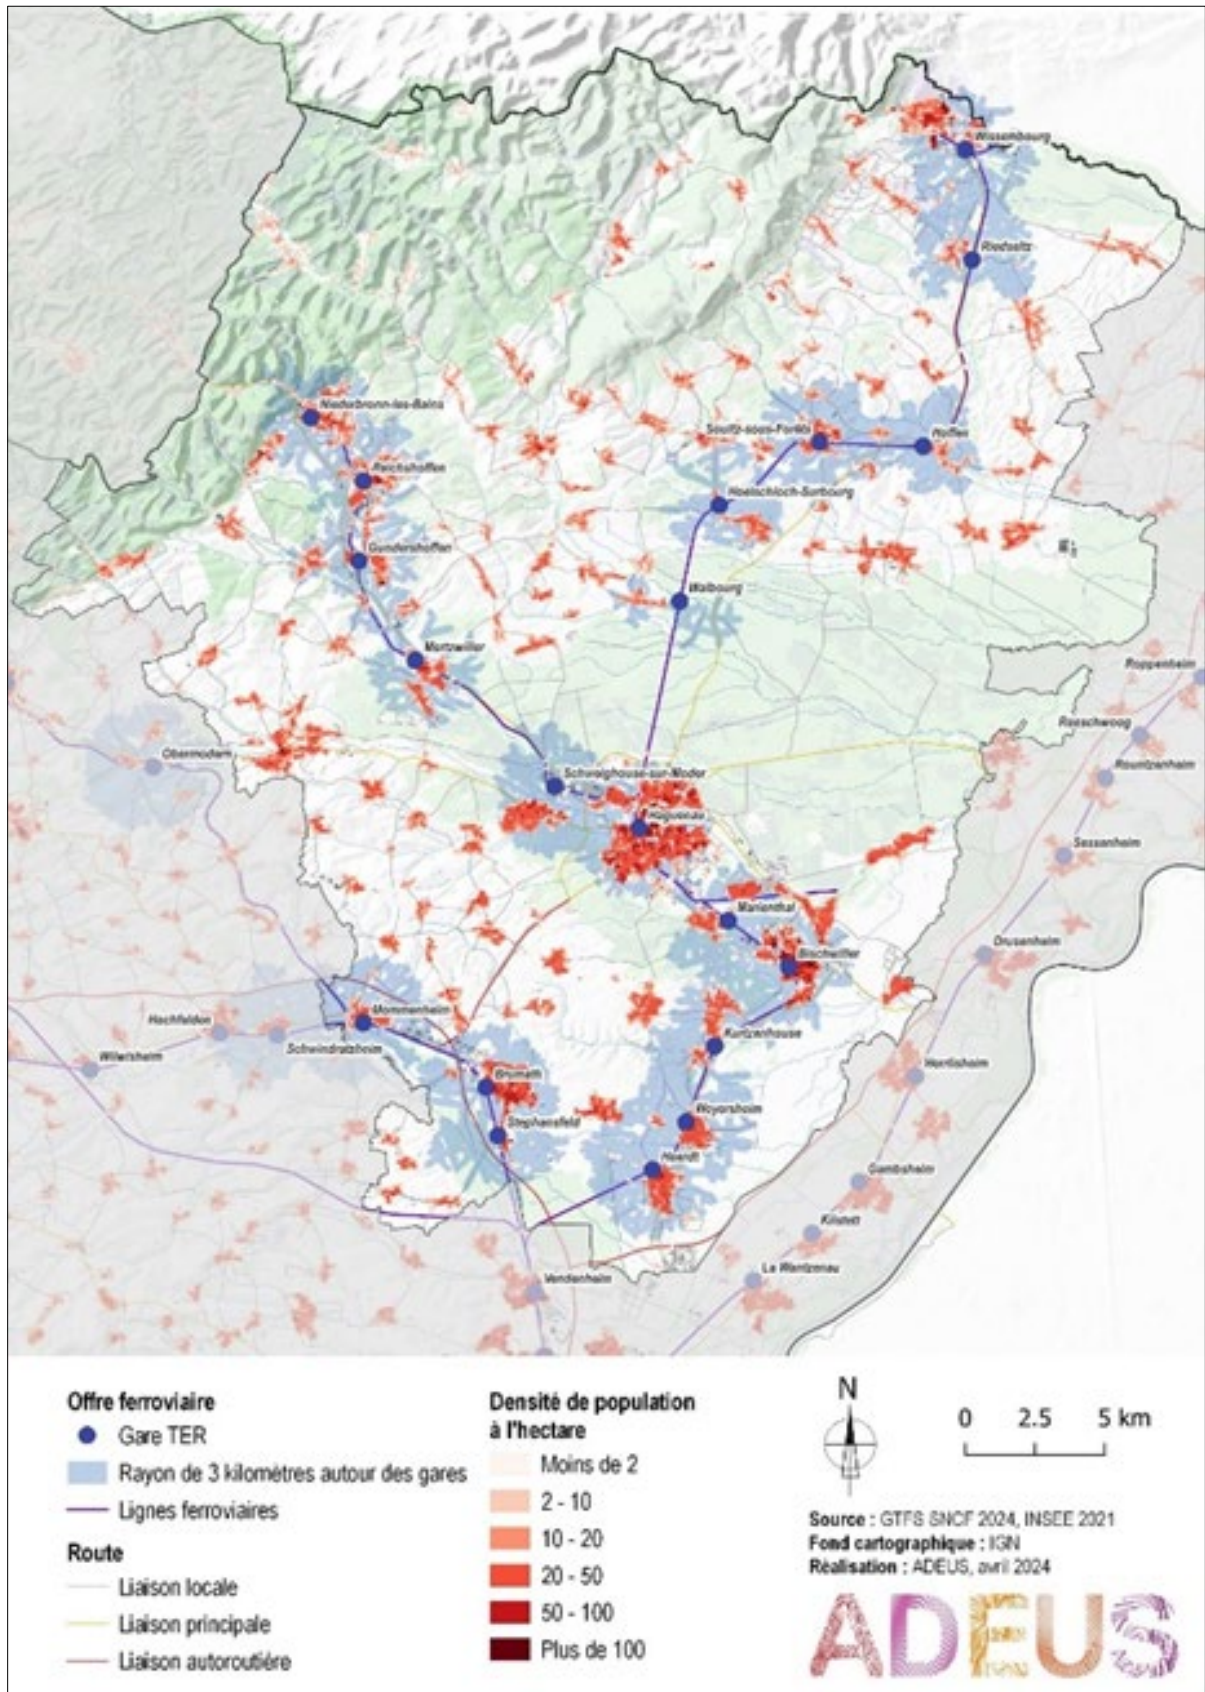 Wissembourg
Riedseltz
Niederbronn-les-Bains
Soultz-sous-Forêts
Hoffen
Reichshoffen
Hoelschloch-Surbourg
Gundershoffen
Walbourg
Mertzwiller
Roppenheim
Roeschwoog
Obermodern
Rountzenheim
Schweighouse-sur-Moder
Haguenau
Sessenheim
Marienthal
Drusenheim
Bischwiller
Mommenheim
Hochfelden
Kurtzenhouse
Schwindratzheim
Wilwisheim
Herrlisheim
Brumath
Weyersheim
Stephansfeld
Hoerdt
Gambsheim
Kilstett
La Wantzenau
Vendenheim
Offre ferroviaire
Gare TER
Rayon de 3 kilomètres autour des gares
Lignes ferroviaires
Route
Liaison locale
Liaison principale
Liaison autoroutière
Densité de population
à l'hectare
Moins de 2
2 - 10
10 - 20
20 - 50
50 - 100
Plus de 100
N
0 2.5 5 km
Source : GTFS SNCF 2024, INSEE 2021
Fond cartographique : IGN
Réalisation : ADEUS, avril 2024
ADEUS